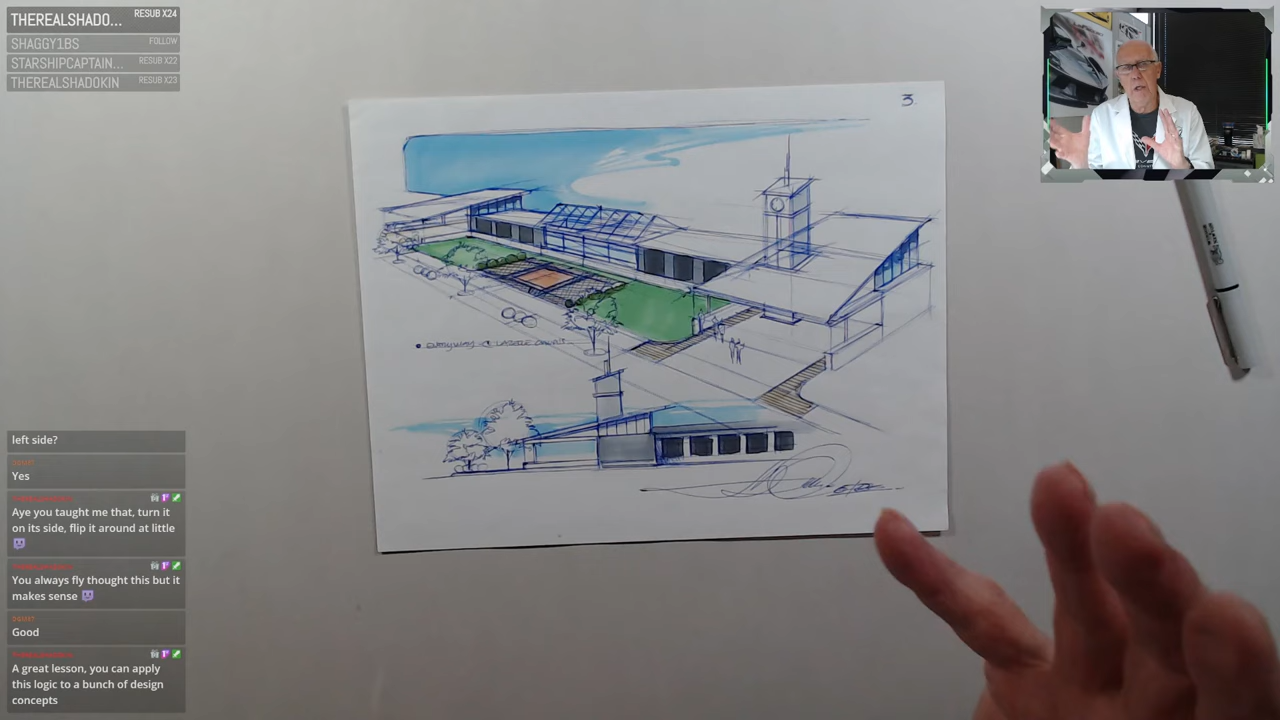 THEREALSHADO...
RESUB X24
SHAGGY1BS
FOLLOW
STARSHIPCAPTAIN...
RESUB X22
THEREALSHADOKIN
RESUB X23
3
left side?
Yes
Aye you taught me that, turn it
on its side, flip it around at little
You always fly thought this but it
makes sense
Good
A great lesson, you can apply
this logic to a bunch of design
concepts